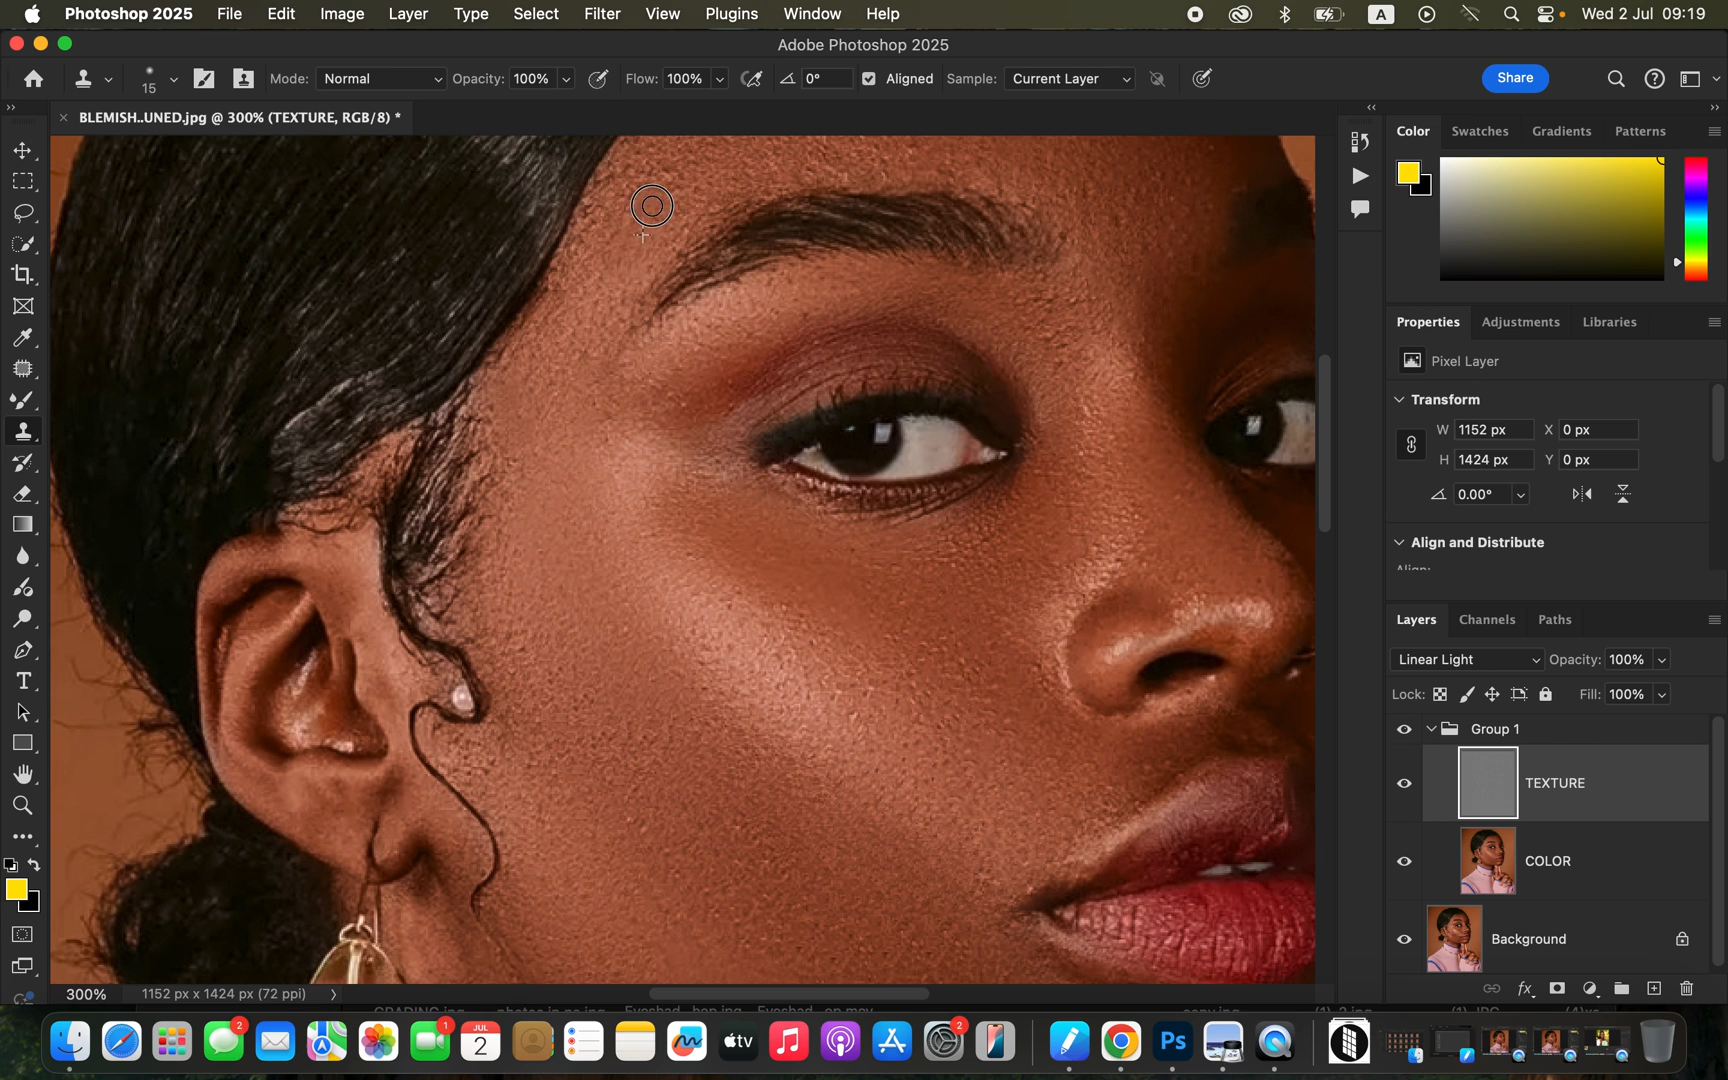 Photoshop 2025 File Edit Image Layer Type Select Filter View Plugins Window Help A Wed 2 Jul 09:19
Adobe Photoshop 2025
15 Mode: Normal Opacity: 100% Flow: 100% 0° Aligned Sample: Current Layer Share
BLEMISH..UNED.jpg @ 300% (TEXTURE, RGB/8) *
Color Swatches Gradients Patterns
Properties Adjustments Libraries
Pixel Layer
Transform
W 1152 px X 0 px
H 1424 px Y 0 px
0.00°
Align and Distribute
Align:
Layers Channels Paths
Linear Light Opacity: 100%
Lock: Fill: 100%
Group 1
TEXTURE
COLOR
Background
fx
T
300% 1152 px x 1424 px (72 ppi)
2 1 JUL 2 tv 2 Ps